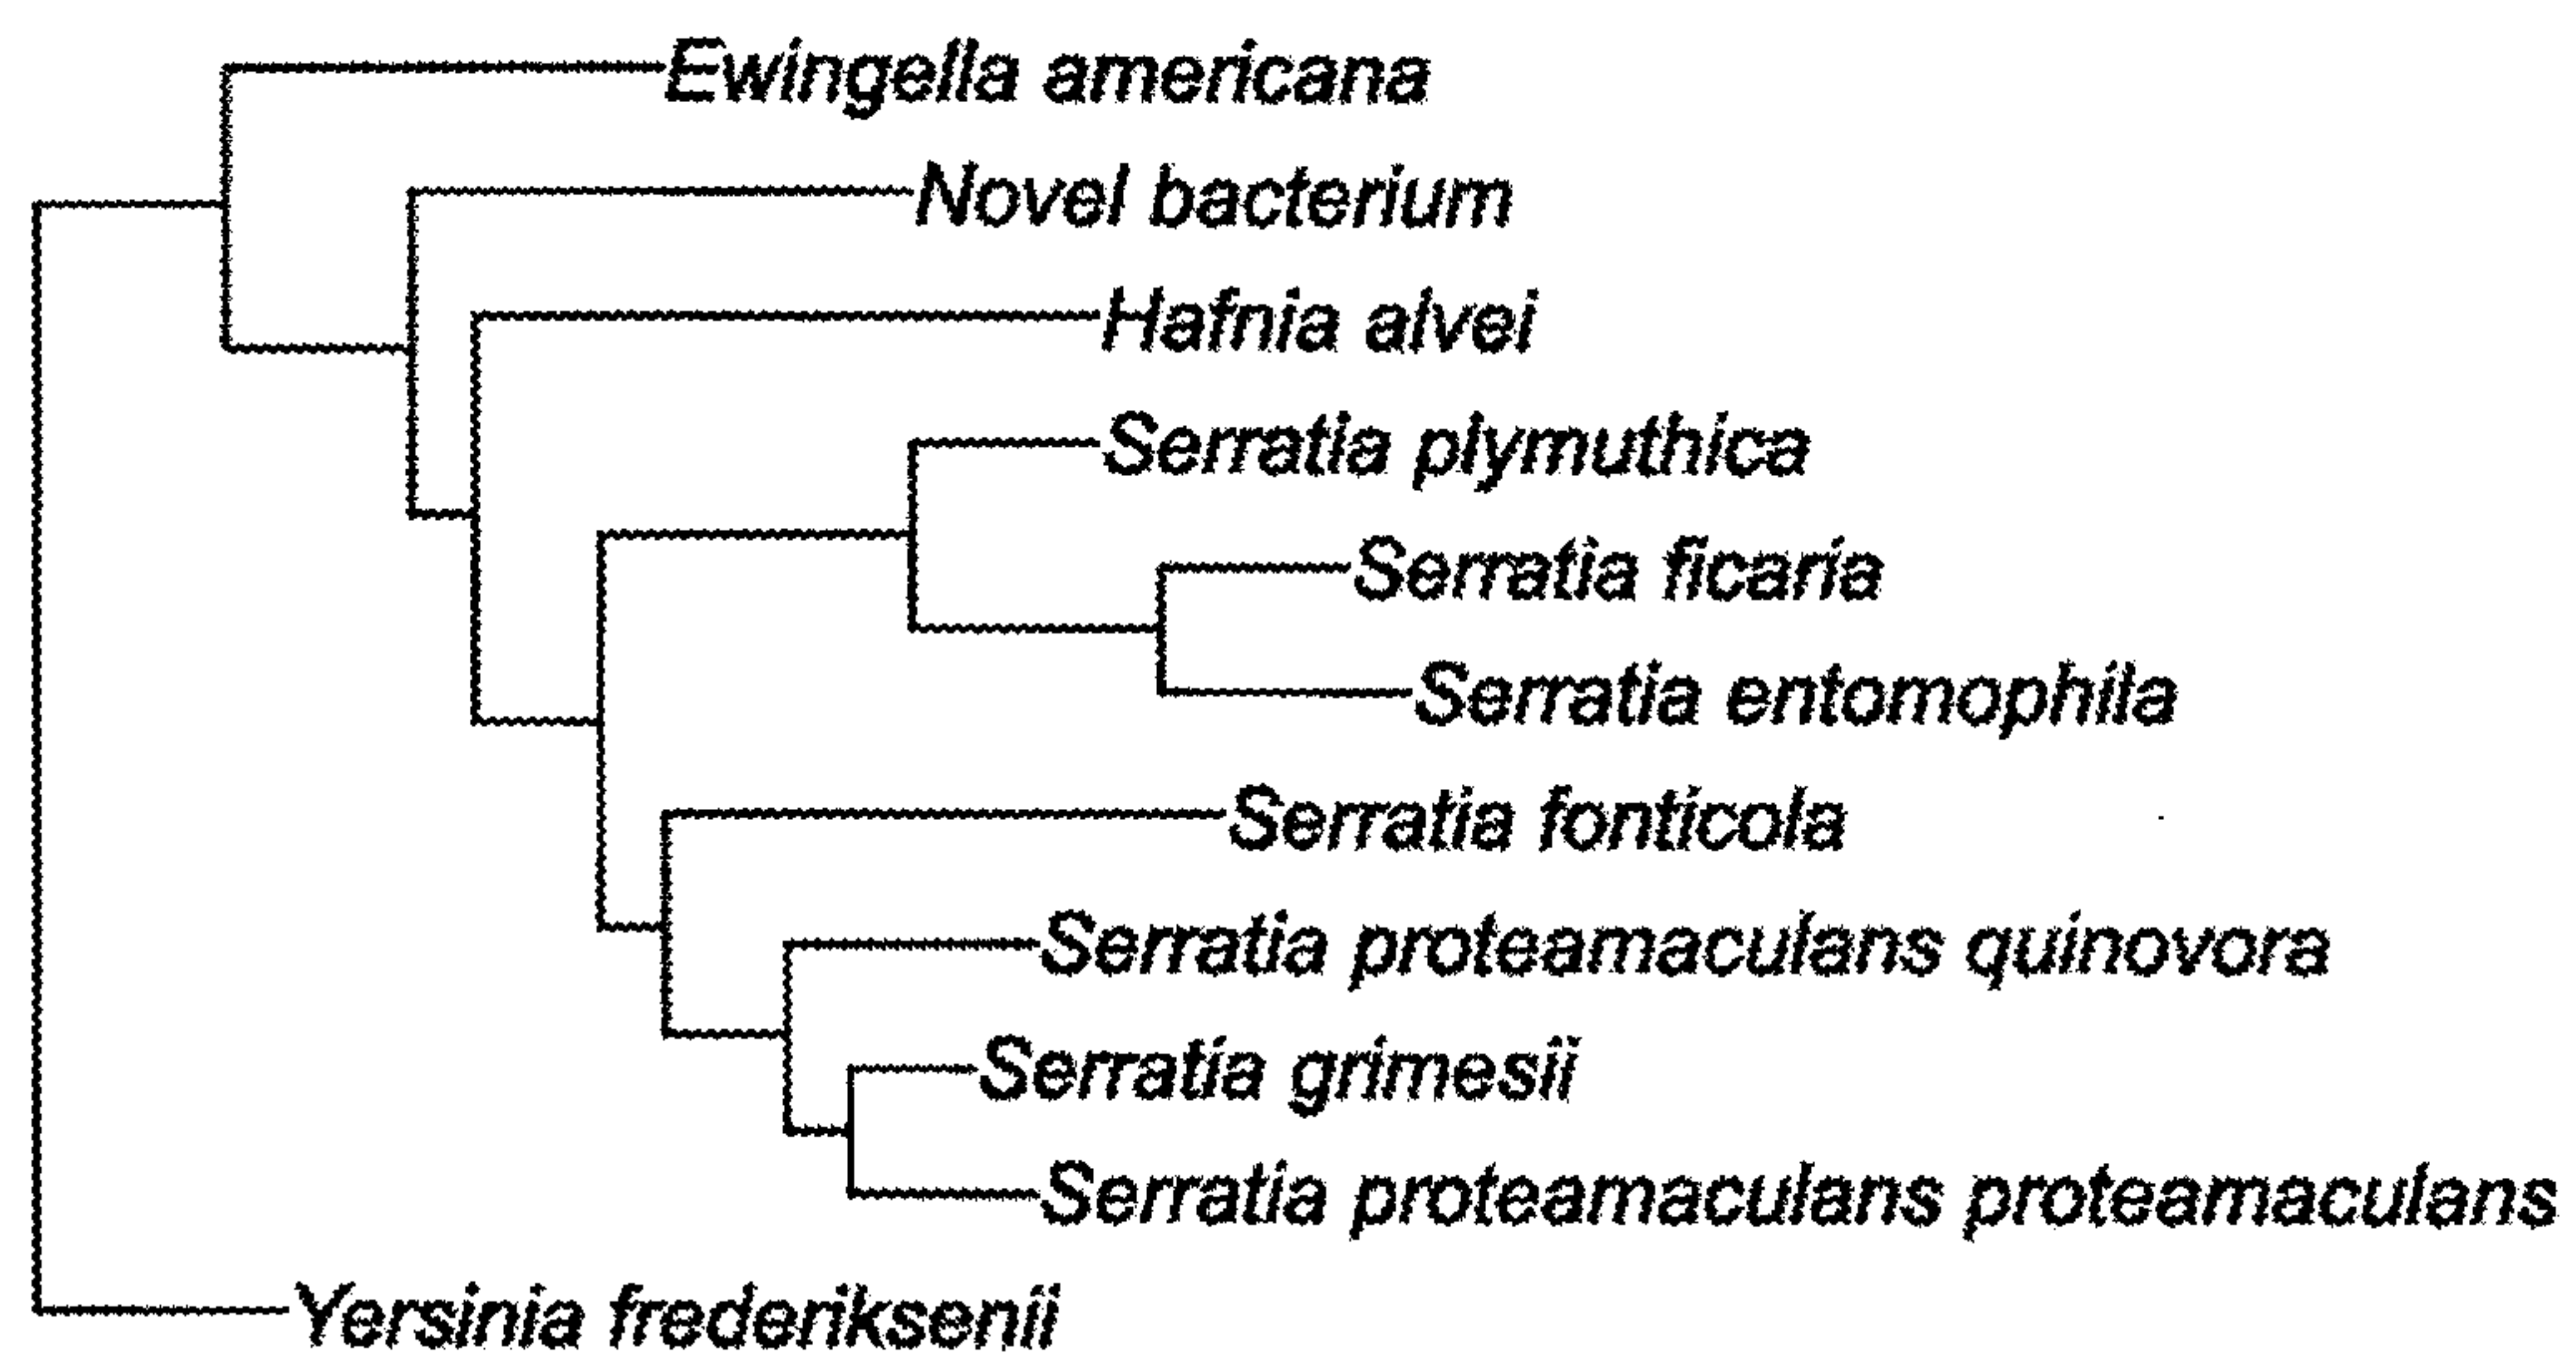 Ewingella americana
Novel bacterium
Hafnia alvei
Serratia plymuthica
Serratia ficaria
Serratia entomophila
Serratia fonticola
Serratia proteamaculans quinovora
Serratia grimesii
Serratia proteamaculans proteamaculans
Yersinia frederiksenii